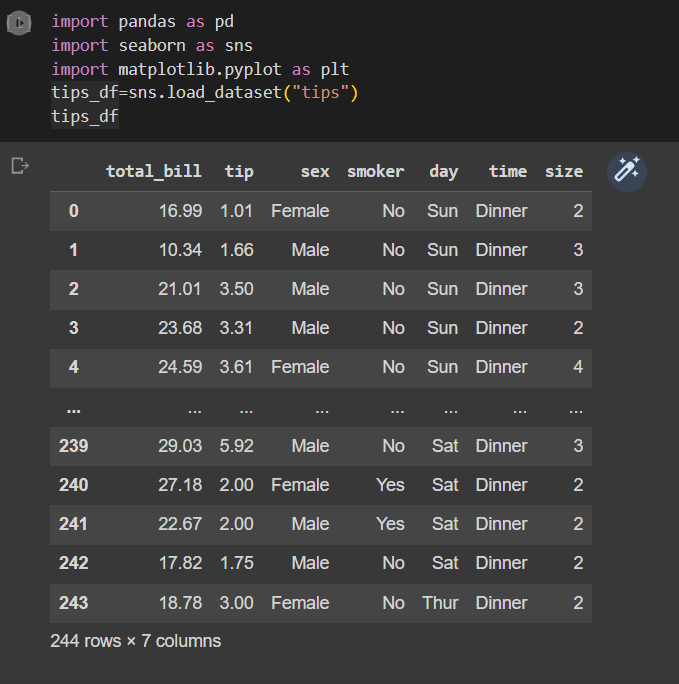 import pandas as pd
import seaborn as sns
import matplotlib.pyplot as plt
tips_df=sns.load_dataset("tips")
tips_df
total_bill tip sex smoker day time size
0 16.99 1.01 Female No Sun Dinner 2
1 10.34 1.66 Male No Sun Dinner 3
2 21.01 3.50 Male No Sun Dinner 3
3 23.68 3.31 Male No Sun Dinner 2
4 24.59 3.61 Female No Sun Dinner 4
... ... ... ... ... ... ... ...
239 29.03 5.92 Male No Sat Dinner 3
240 27.18 2.00 Female Yes Sat Dinner 2
241 22.67 2.00 Male Yes Sat Dinner 2
242 17.82 1.75 Male No Sat Dinner 2
243 18.78 3.00 Female No Thur Dinner 2
244 rows × 7 columns